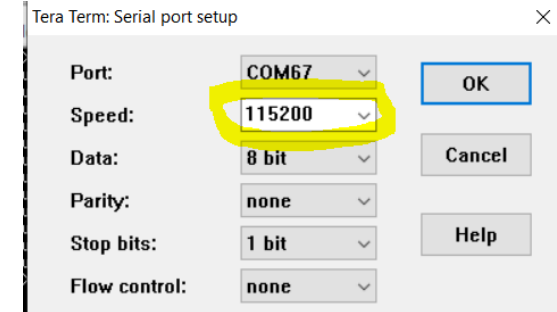 Tera Term: Serial port setup
Port: COM67 OK
Speed: 115200
Data: 8 bit Cancel
Parity: none
Stop bits: 1 bit Help
Flow control: none